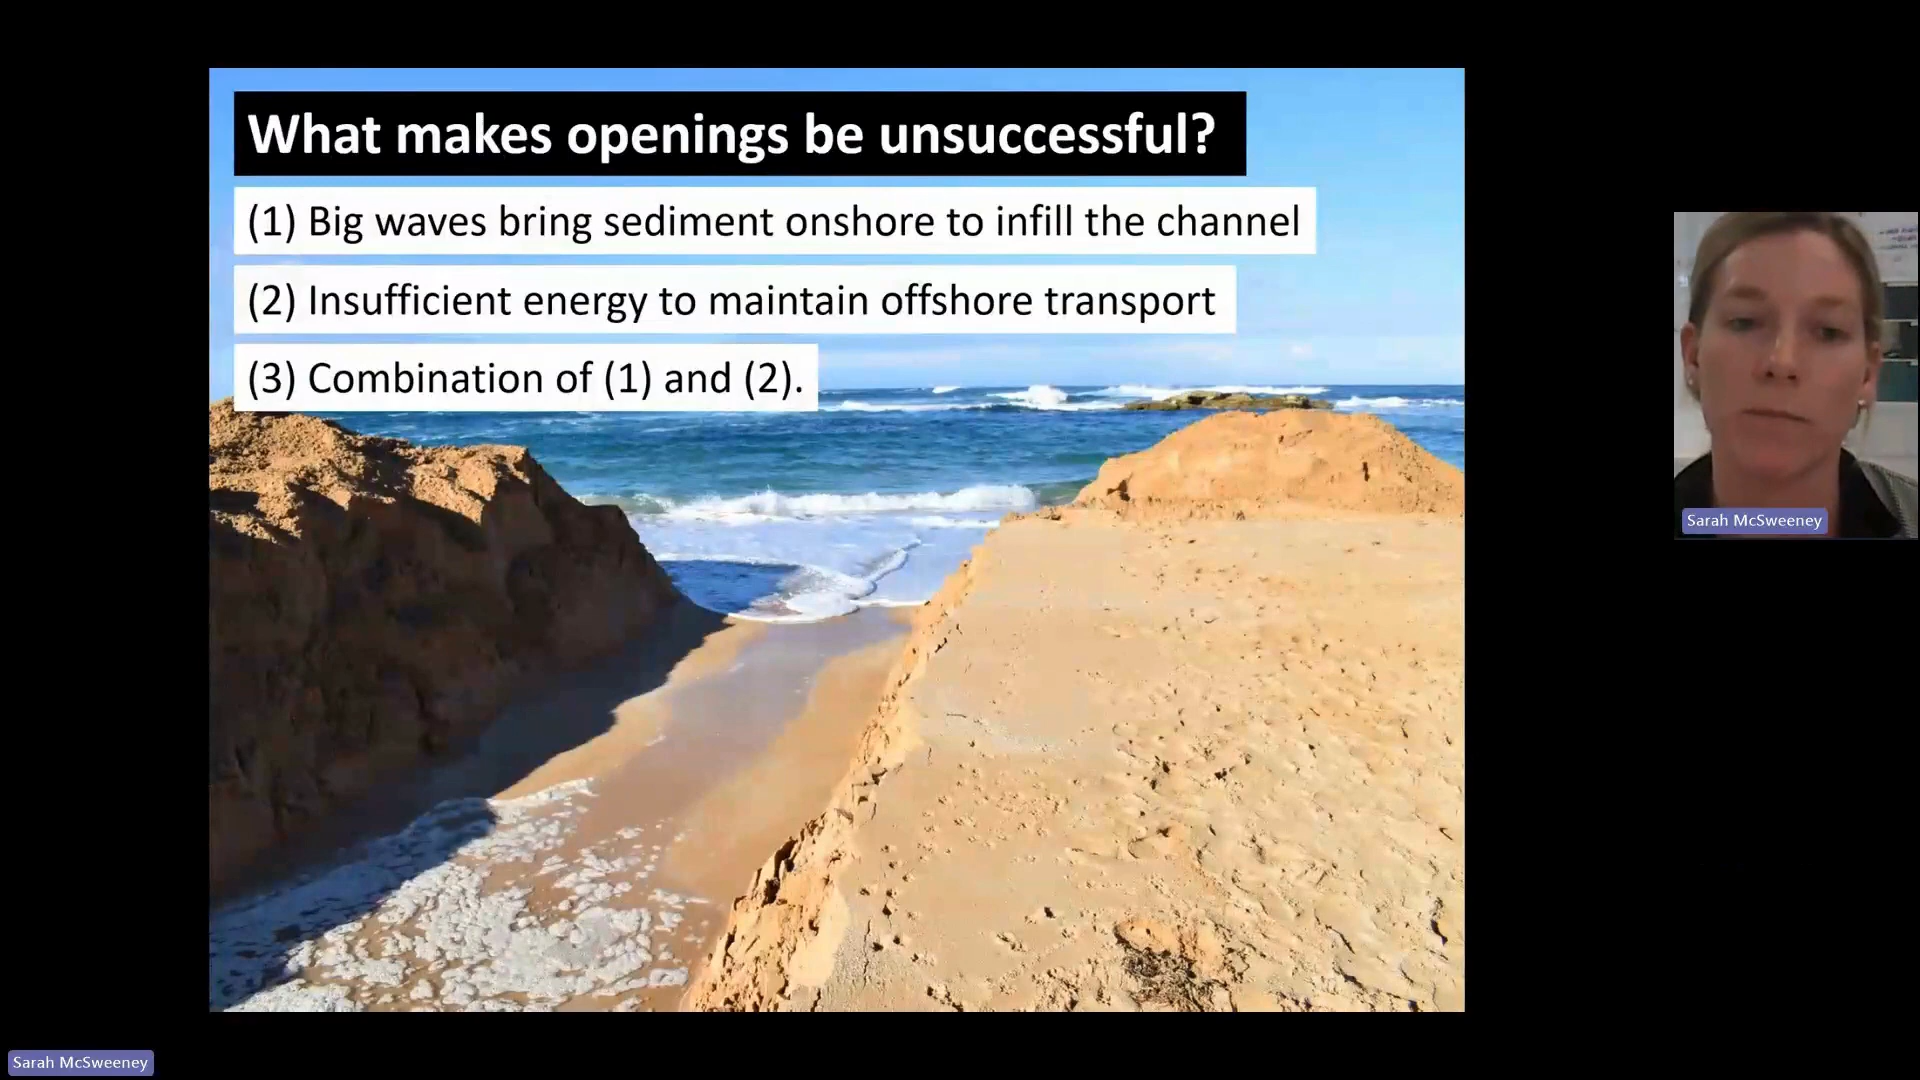 What makes openings be unsuccessful?
(1) Big waves bring sediment onshore to infill the channel
(2) Insufficient energy to maintain offshore transport
(3) Combination of (1) and (2).
Sarah McSweeney
Sarah McSweeney